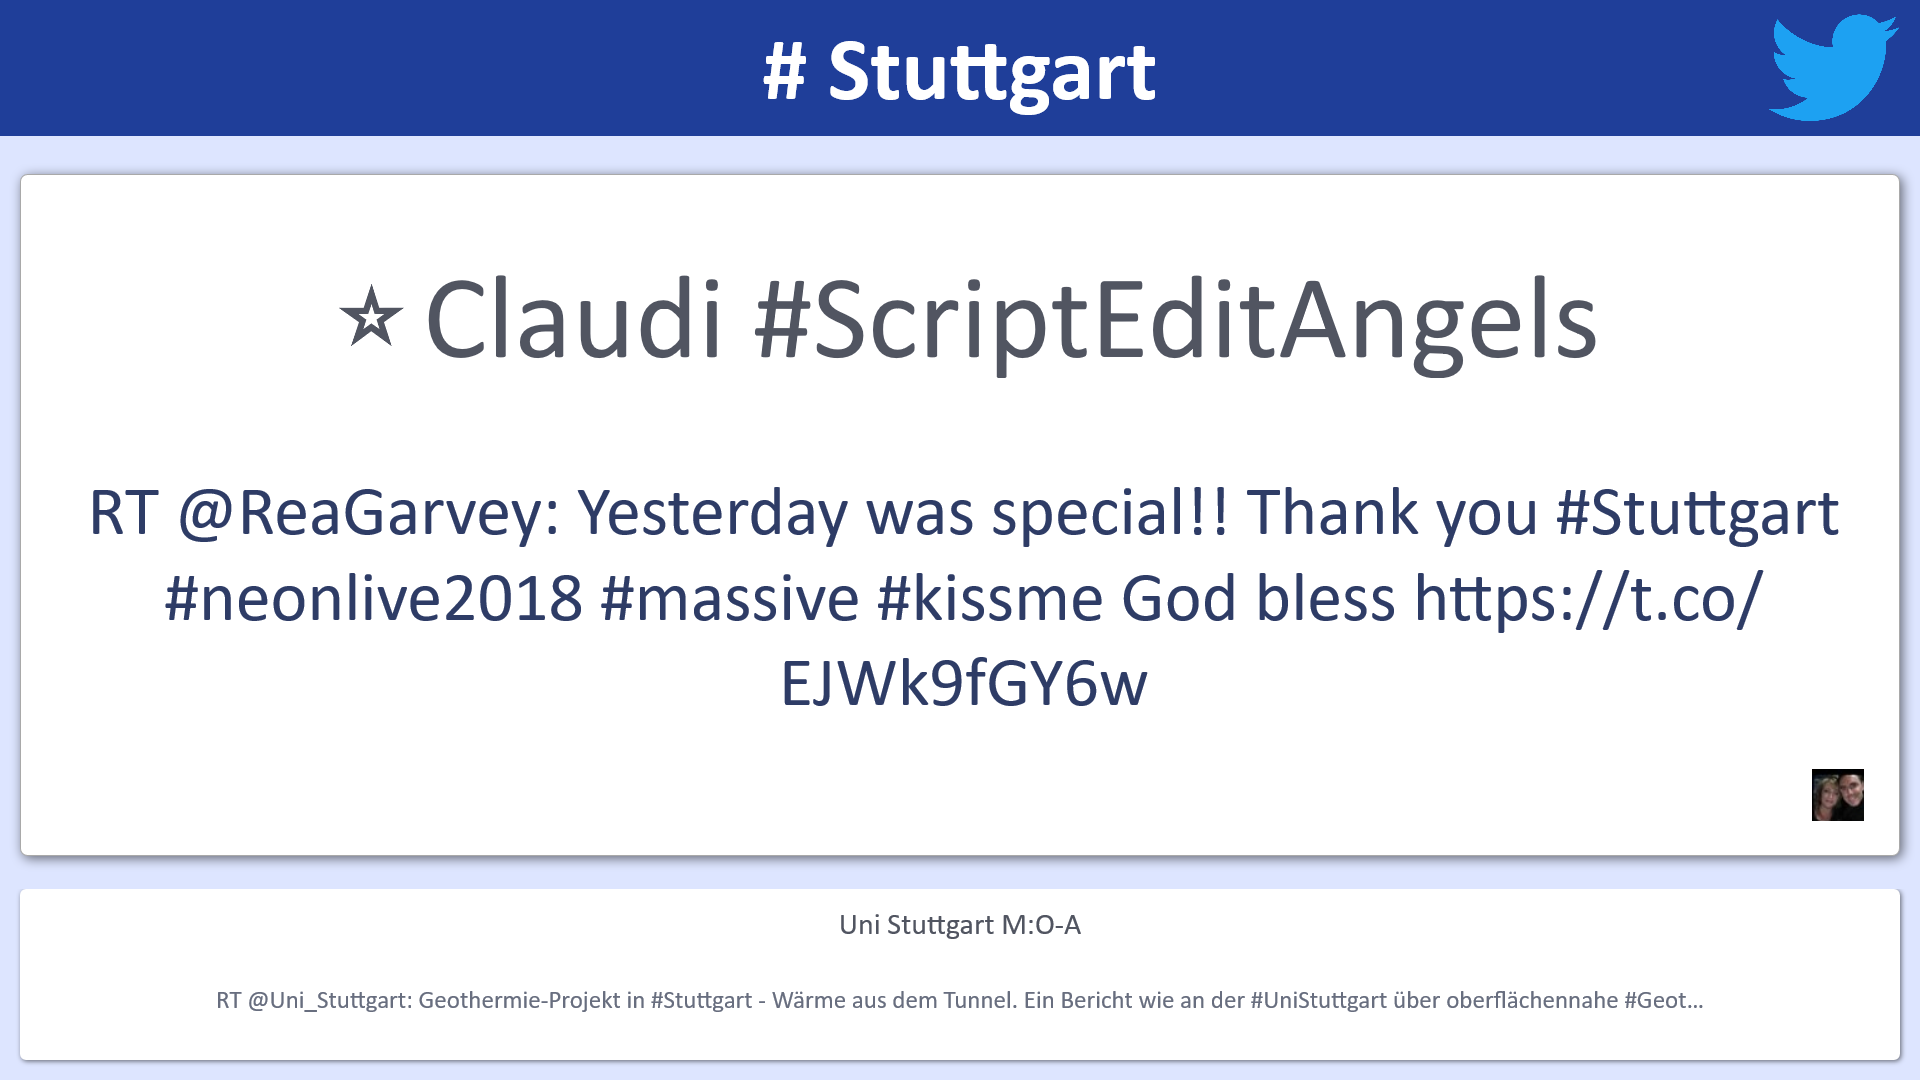 # Stuttgart
☆ Claudi #ScriptEditAngels
RT @ReaGarvey: Yesterday was special!! Thank you #Stuttgart
#neonlive2018 #massive #kissme God bless https://t.co/
EJWk9fGY6w
Uni Stuttgart M:O-A
RT @Uni_Stuttgart: Geothermie-Projekt in #Stuttgart - Wärme aus dem Tunnel. Ein Bericht wie an der #UniStuttgart über oberflächennahe #Geot…